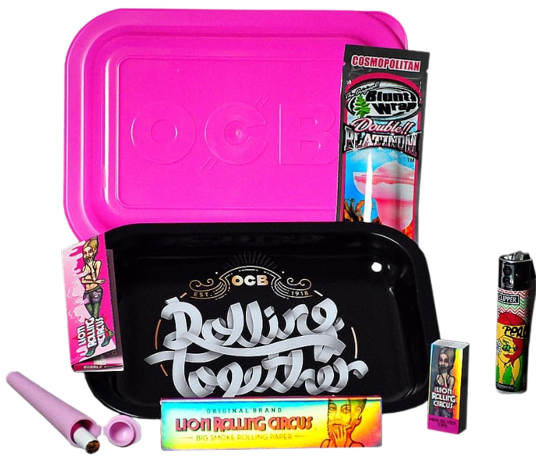 OCB
COSMOPOLITAN
Blunt
Wrap
Double!!
PLATINUM
EST. OCB 1918
Rolling
Together
LION
ROLLING
CIRCUS
ORIGINAL BRAND
LION ROLLING CIRCUS
BIG SMOKE ROLLING PAPER
LION
ROLLING
CIRCUS
CLIPPER